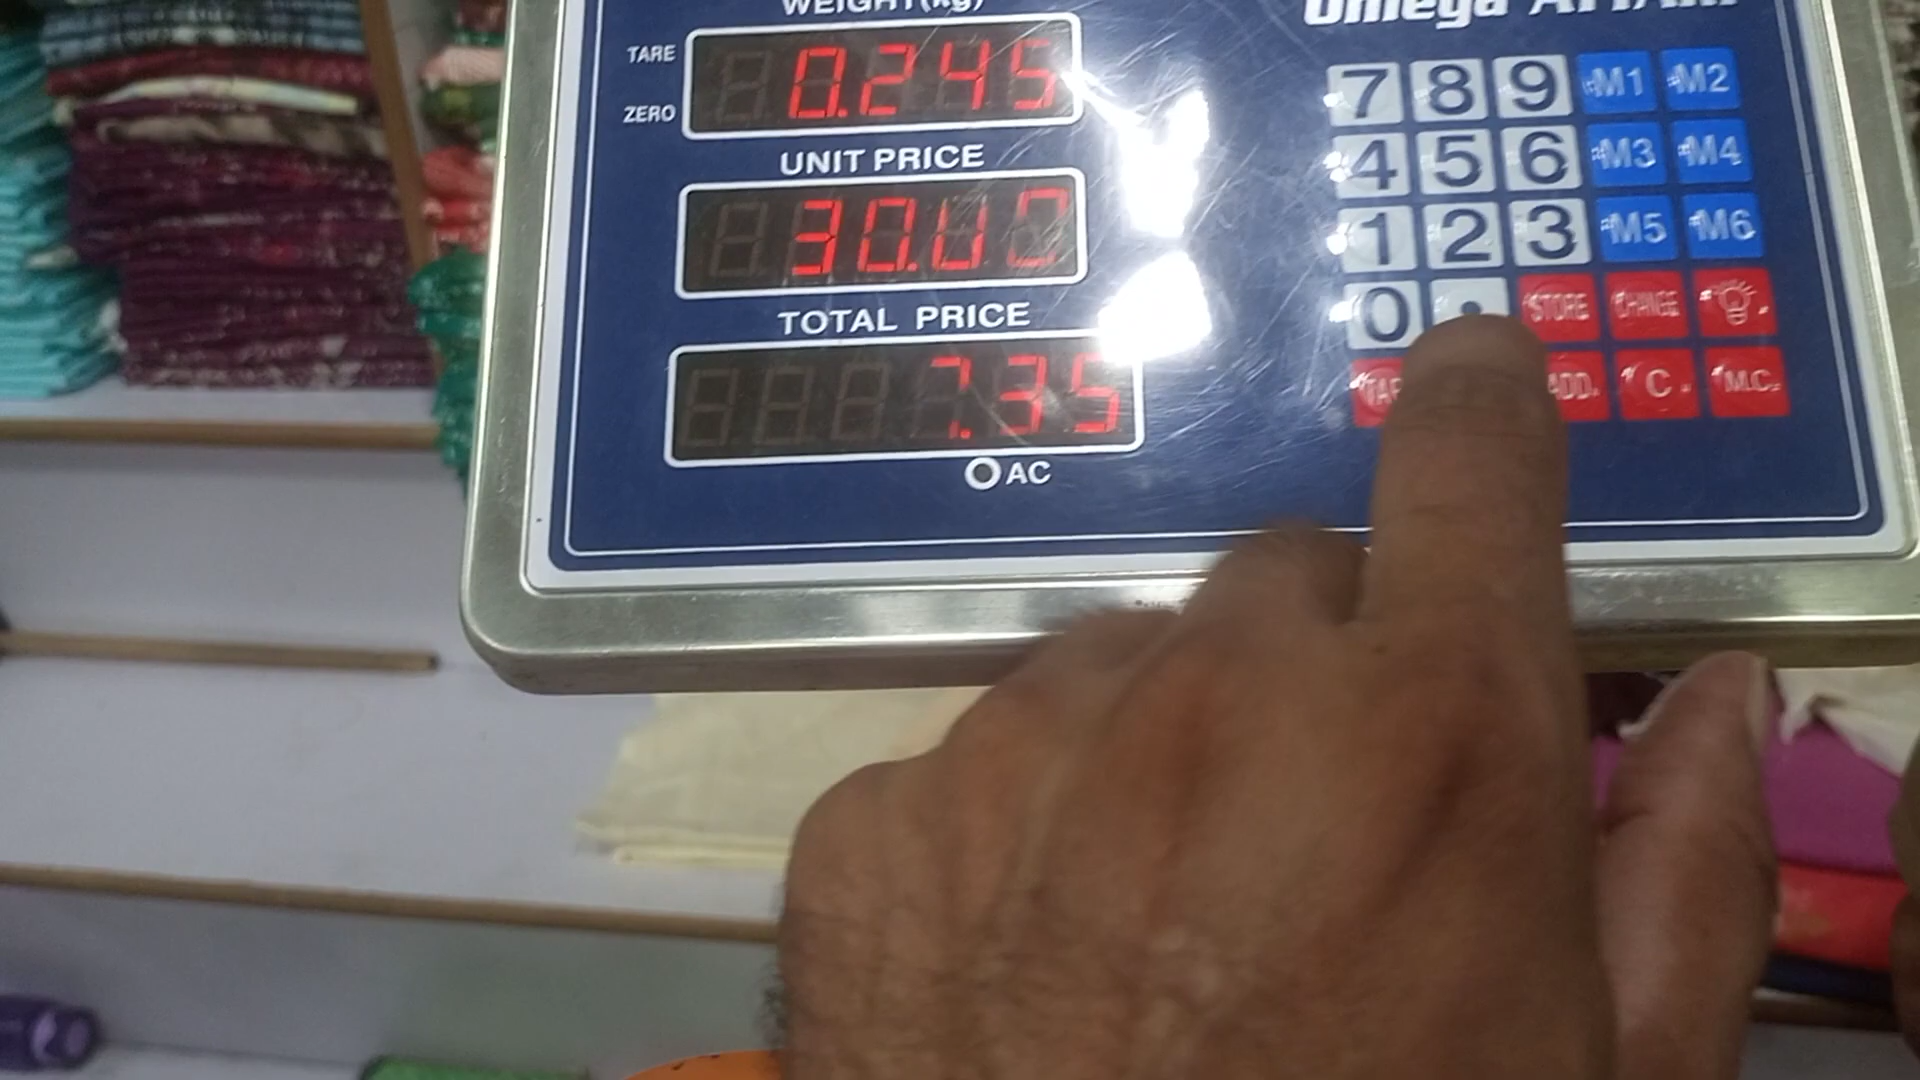 WEIGHT(kg)
TARE
ZERO
0.245
UNIT PRICE
30.00
TOTAL PRICE
7.35
AC
Omega
7 8 9 M1 M2
4 5 6 M3 M4
1 2 3 M5 M6
0 . STORE CHANGE
ADD. C M.C.